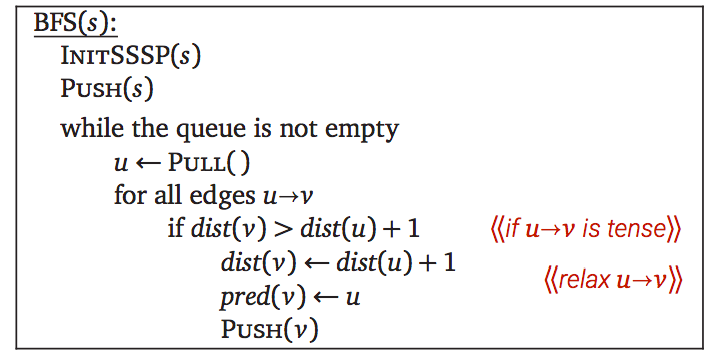 BFS(s):
INITSSSP(s)
PUSH(s)
while the queue is not empty
u ← PULL( )
for all edges u→v
if dist(v) > dist(u) + 1 ⟪if u→v is tense⟫
dist(v) ← dist(u) + 1
⟪relax u→v⟫
pred(v) ← u
PUSH(v)